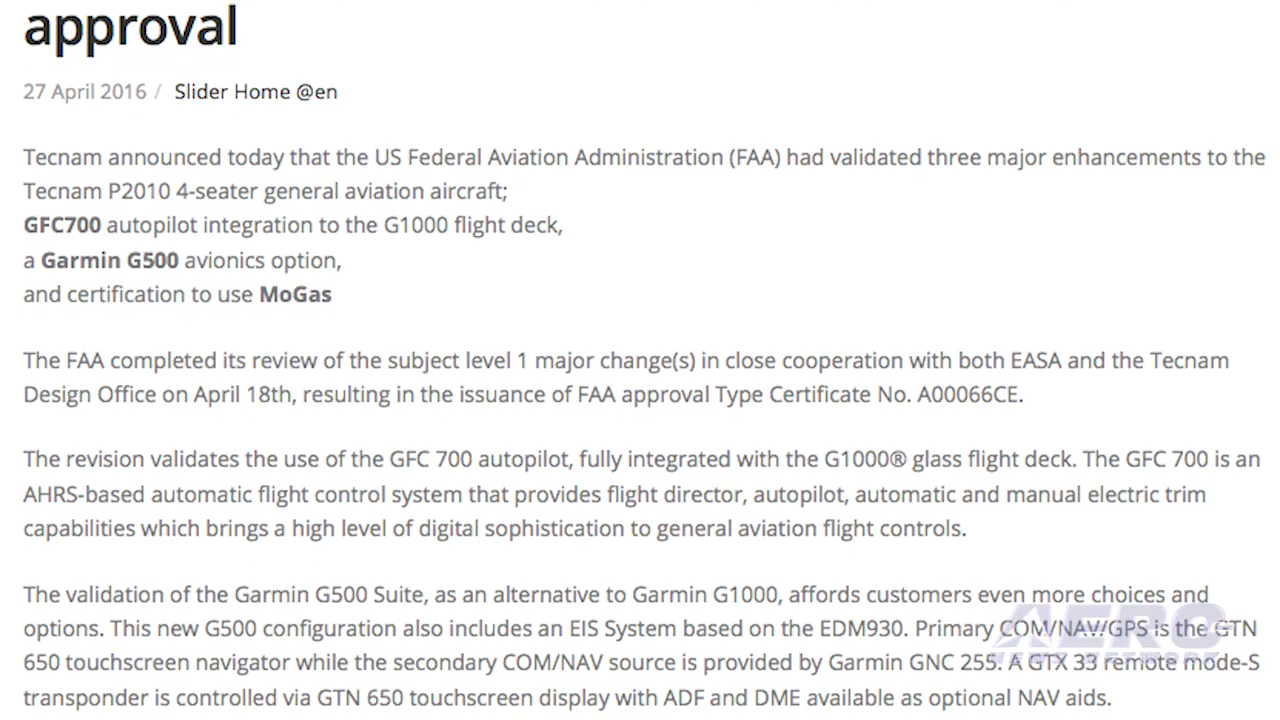 approval
27 April 2016 / Slider Home @en
Tecnam announced today that the US Federal Aviation Administration (FAA) had validated three major enhancements to the
Tecnam P2010 4-seater general aviation aircraft;
GFC700 autopilot integration to the G1000 flight deck,
a Garmin G500 avionics option,
and certification to use MoGas
The FAA completed its review of the subject level 1 major change(s) in close cooperation with both EASA and the Tecnam
Design Office on April 18th, resulting in the issuance of FAA approval Type Certificate No. A00066CE.
The revision validates the use of the GFC 700 autopilot, fully integrated with the G1000® glass flight deck. The GFC 700 is an
AHRS-based automatic flight control system that provides flight director, autopilot, automatic and manual electric trim
capabilities which brings a high level of digital sophistication to general aviation flight controls.
The validation of the Garmin G500 Suite, as an alternative to Garmin G1000, affords customers even more choices and
options. This new G500 configuration also includes an EIS System based on the EDM930. Primary COM/NAV/GPS is the GTN
650 touchscreen navigator while the secondary COM/NAV source is provided by Garmin GNC 255. A GTX 33 remote mode-S
transponder is controlled via GTN 650 touchscreen display with ADF and DME available as optional NAV aids.
AERO
NEWS NETWORK